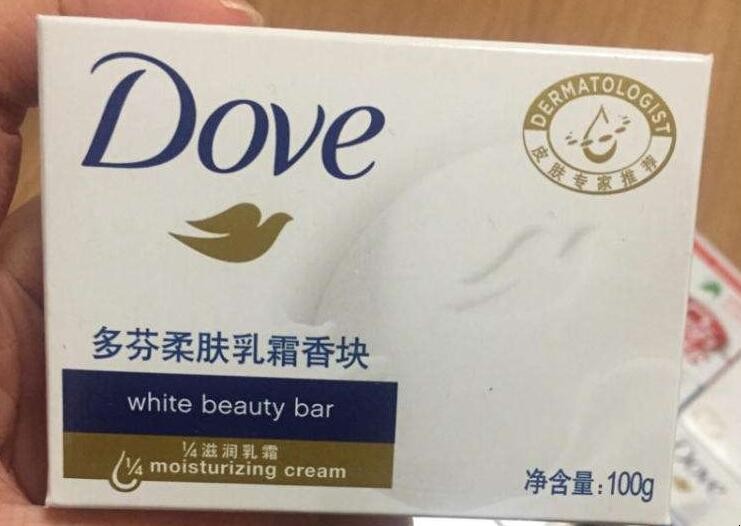 Dove
DERMATOLOGIST
皮肤专家推荐
多芬柔肤乳霜香块
white beauty bar
1/4滋润乳霜
1/4 moisturizing cream
净含量:100g
Dove